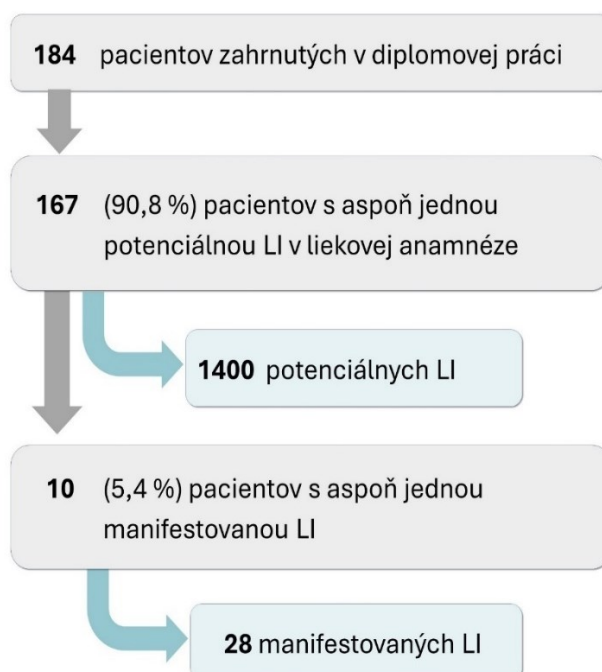 184 pacientov zahrnutých v diplomovej práci
167 (90,8 %) pacientov s aspoň jednou
potenciálnou LI v liekovej anamnéze
1400 potenciálnych LI
10 (5,4 %) pacientov s aspoň jednou
manifestovanou LI
28 manifestovaných LI